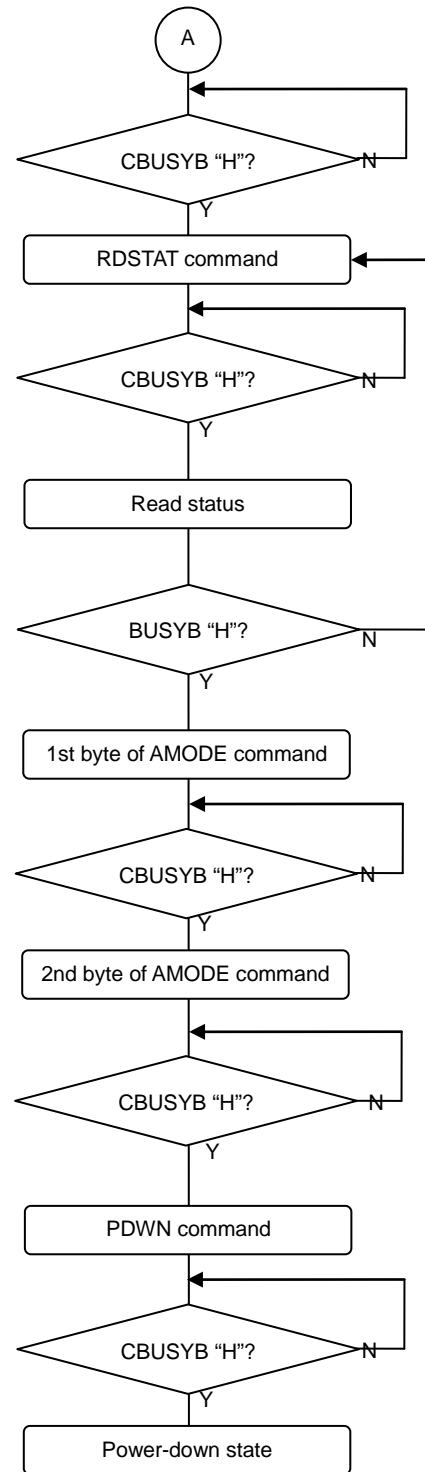 A
CBUSYB “H”?
N
Y
RDSTAT command
CBUSYB “H”?
N
Y
Read status
BUSYB “H”?
N
Y
1st byte of AMODE command
CBUSYB “H”?
N
Y
2nd byte of AMODE command
CBUSYB “H”?
N
Y
PDWN command
CBUSYB “H”?
N
Y
Power-down state